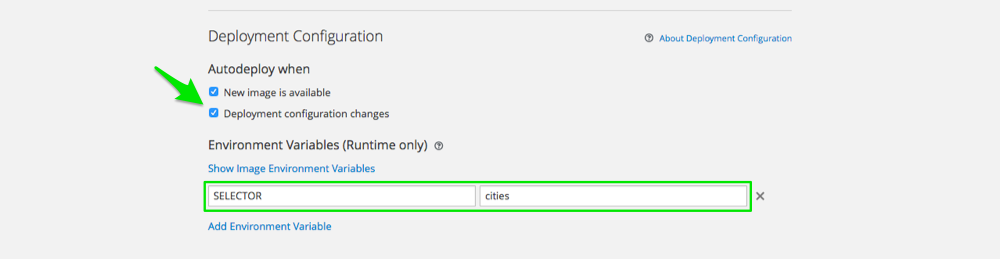 Deployment Configuration
About Deployment Configuration
Autodeploy when
New image is available
Deployment configuration changes
Environment Variables (Runtime only)
Show Image Environment Variables
SELECTOR cities
Add Environment Variable